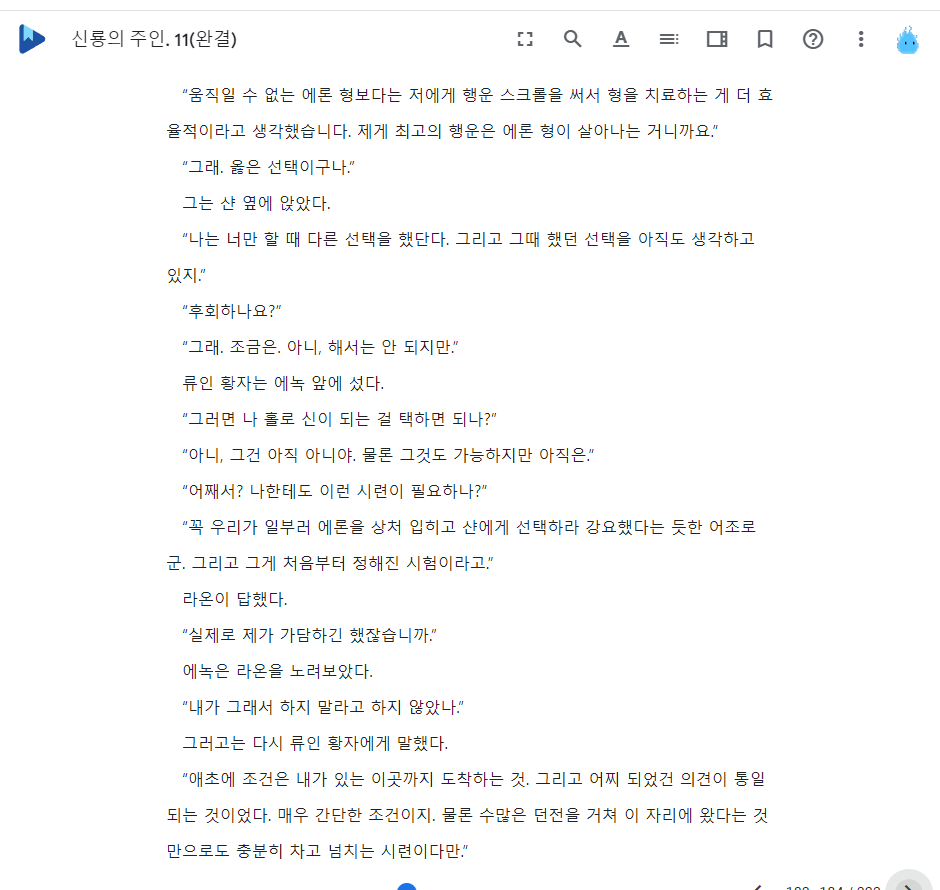 신룡의 주인. 11(완결)
“움직일 수 없는 에론 형보다는 저에게 행운 스크롤을 써서 형을 치료하는 게 더 효
율적이라고 생각했습니다. 제게 최고의 행운은 에론 형이 살아나는 거니까요.”
“그래. 옳은 선택이구나.”
그는 샨 옆에 앉았다.
“나는 너만 할 때 다른 선택을 했단다. 그리고 그때 했던 선택을 아직도 생각하고
있지.”
“후회하나요?”
“그래. 조금은. 아니, 해서는 안 되지만.”
류인 황자는 에녹 앞에 섰다.
“그러면 나 홀로 신이 되는 걸 택하면 되나?”
“아니, 그건 아직 아니야. 물론 그것도 가능하지만 아직은.”
“어째서? 나한테도 이런 시련이 필요하나?”
“꼭 우리가 일부러 에론을 상처 입히고 샨에게 선택하라 강요했다는 듯한 어조로
군. 그리고 그게 처음부터 정해진 시험이라고.”
라온이 답했다.
“실제로 제가 가담하긴 했잖습니까.”
에녹은 라온을 노려보았다.
“내가 그래서 하지 말라고 하지 않았나.”
그러고는 다시 류인 황자에게 말했다.
“애초에 조건은 내가 있는 이곳까지 도착하는 것. 그리고 어찌 되었건 의견이 통일
되는 것이었다. 매우 간단한 조건이지. 물론 수많은 던전을 거쳐 이 자리에 왔다는 것
만으로도 충분히 차고 넘치는 시련이다만.”